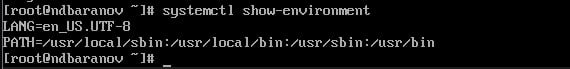 [root@ndbaranov /]# systemctl show-environment
LANG=en_US.UTF-8
PATH=/usr/local/sbin:/usr/local/bin:/usr/sbin:/usr/bin
[root@ndbaranov /]# _